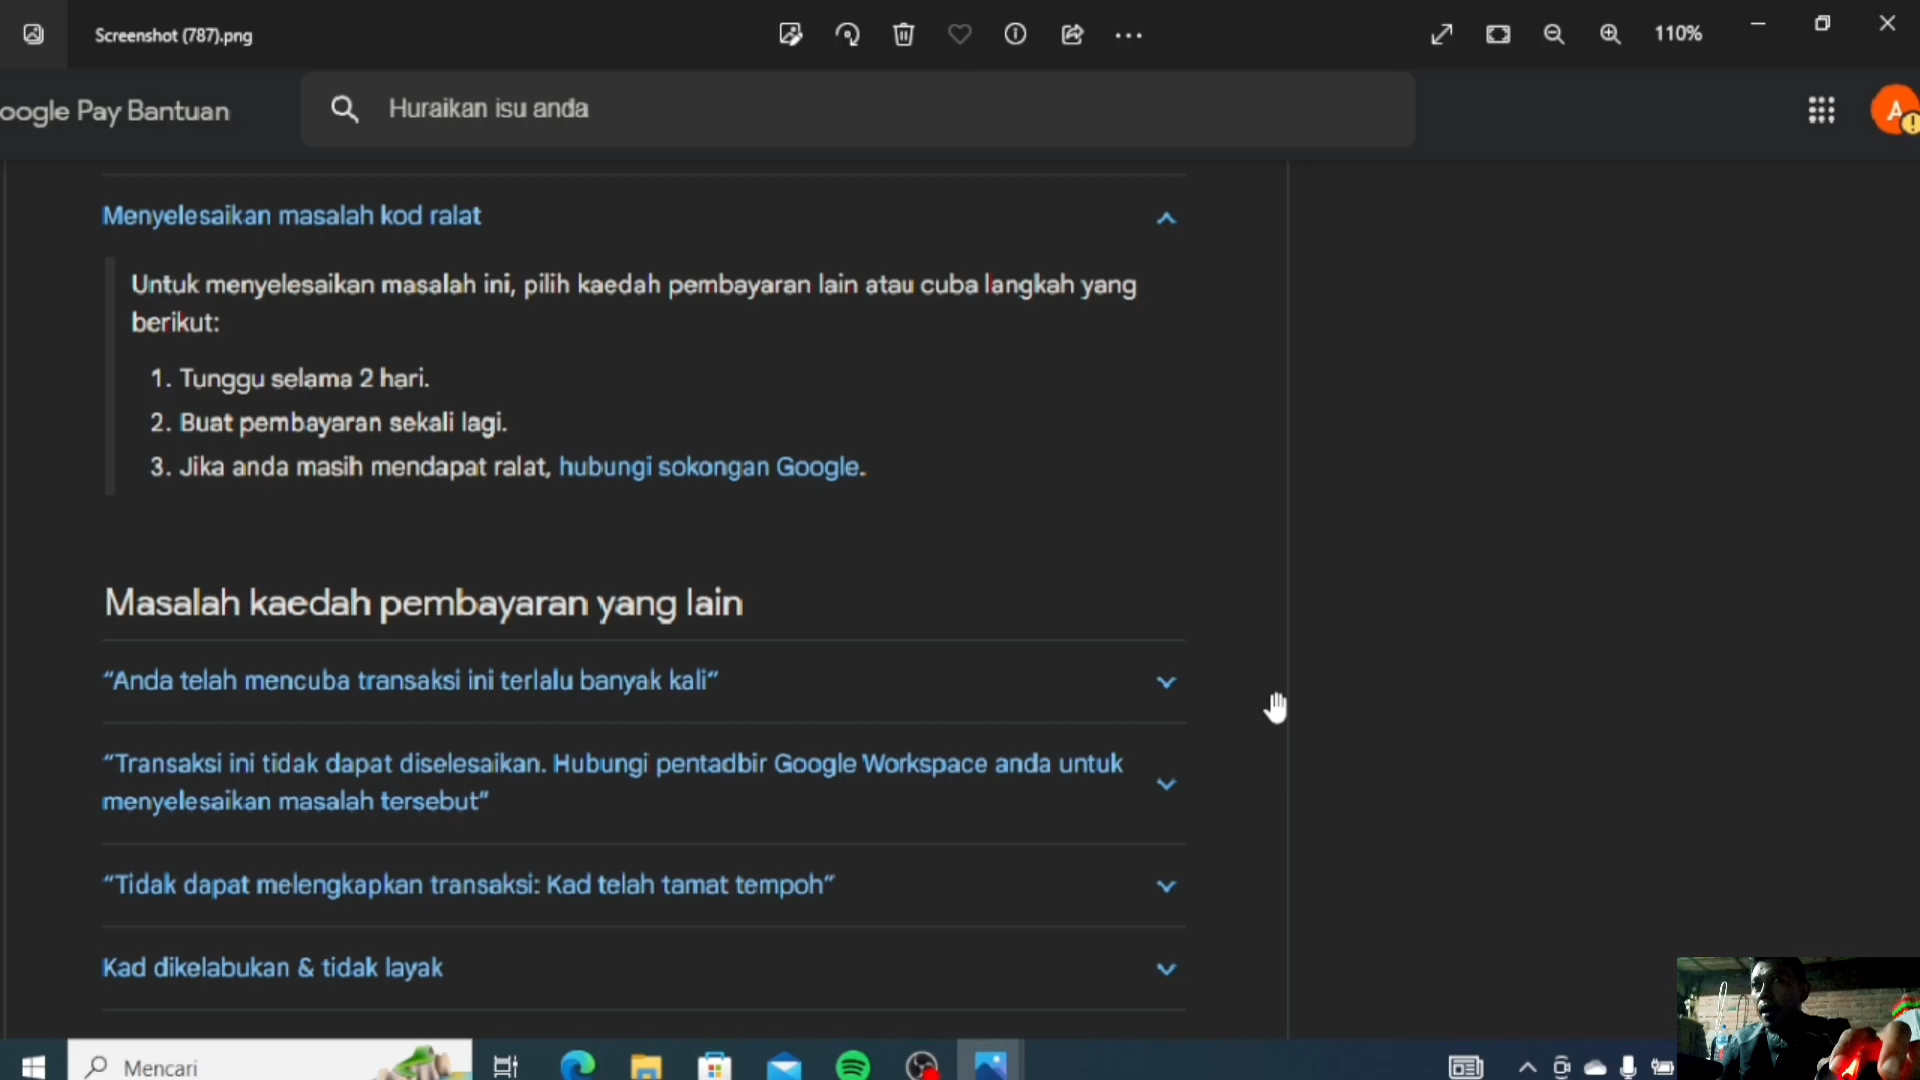 Screenshot (787).png
110%
oogle Pay Bantuan
Huraikan isu anda
A
Menyelesaikan masalah kod ralat
Untuk menyelesaikan masalah ini, pilih kaedah pembayaran lain atau cuba langkah yang
berikut:
1. Tunggu selama 2 hari.
2. Buat pembayaran sekali lagi.
3. Jika anda masih mendapat ralat, hubungi sokongan Google.
Masalah kaedah pembayaran yang lain
“Anda telah mencuba transaksi ini terlalu banyak kali”
“Transaksi ini tidak dapat diselesaikan. Hubungi pentadbir Google Workspace anda untuk
menyelesaikan masalah tersebut”
“Tidak dapat melengkapkan transaksi: Kad telah tamat tempoh”
Kad dikelabukan & tidak layak
Mencari